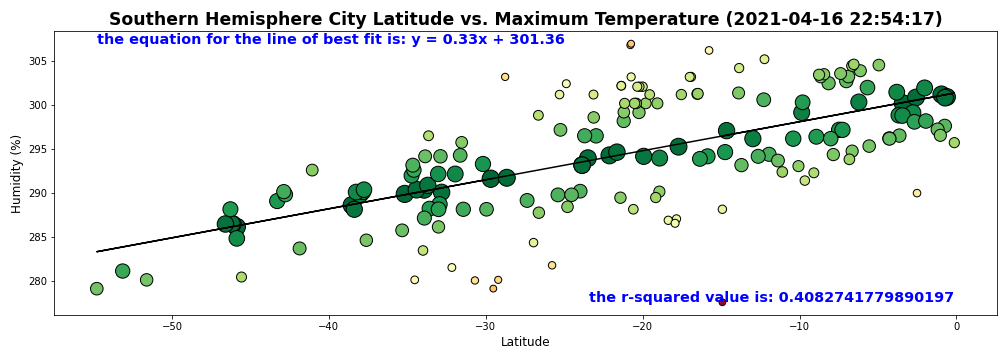 Southern Hemisphere City Latitude vs. Maximum Temperature (2021-04-16 22:54:17)
the equation for the line of best fit is: y = 0.33x + 301.36
305
300
295
290
285
280
Humidity (%)
the r-squared value is: 0.4082741779890197
−50
−40
−30
−20
−10
0
Latitude